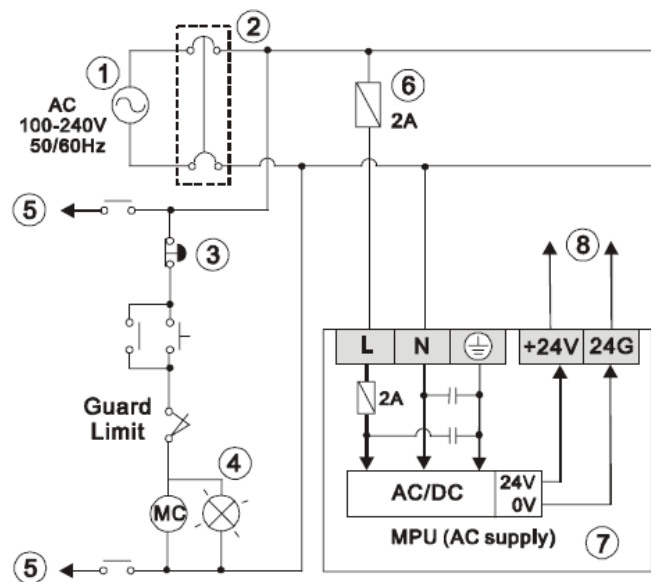 ①
②
AC
100-240V
50/60Hz
⑥
2A
⑤
③
⑧
L N +24V 24G
2A
Guard
Limit
④
MC
AC/DC
24V
0V
MPU (AC supply)
⑦
⑤